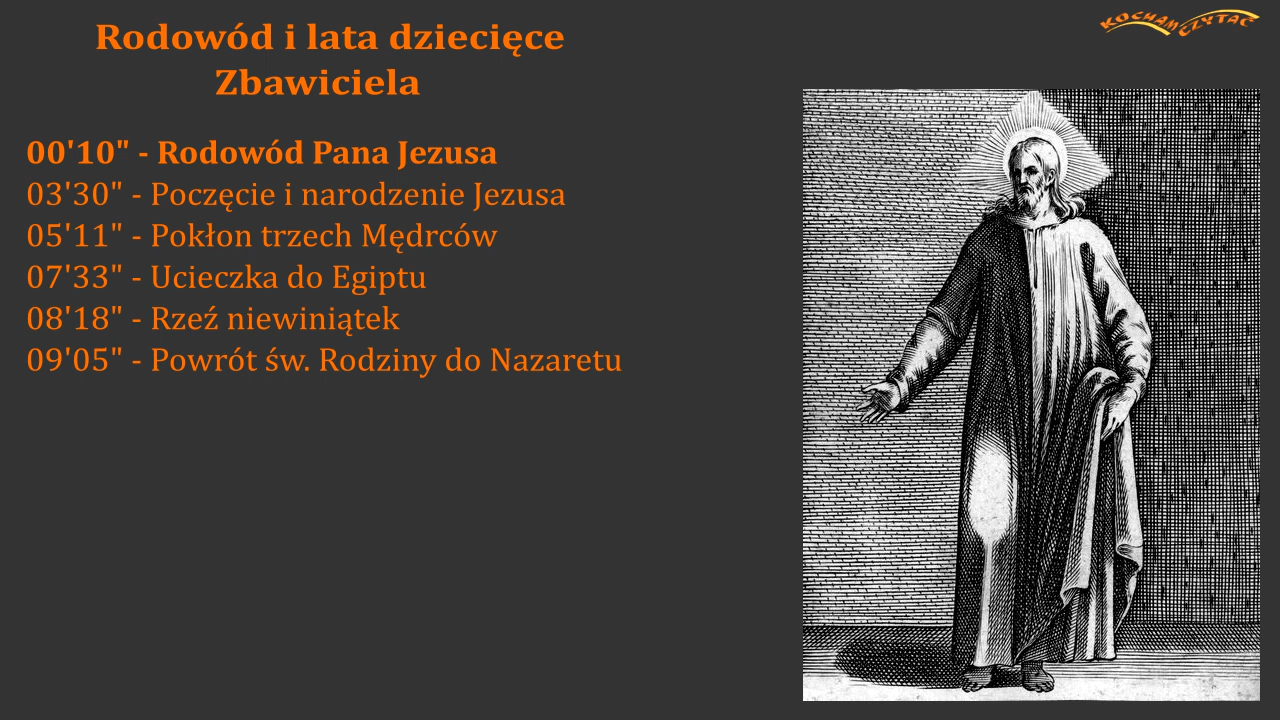 Rodowód i lata dziecięce
Zbawiciela
KOCHAM CZYTAĆ
00'10" - Rodowód Pana Jezusa
03'30" - Poczęcie i narodzenie Jezusa
05'11" - Pokłon trzech Mędrców
07'33" - Ucieczka do Egiptu
08'18" - Rzeź niewiniątek
09'05" - Powrót św. Rodziny do Nazaretu